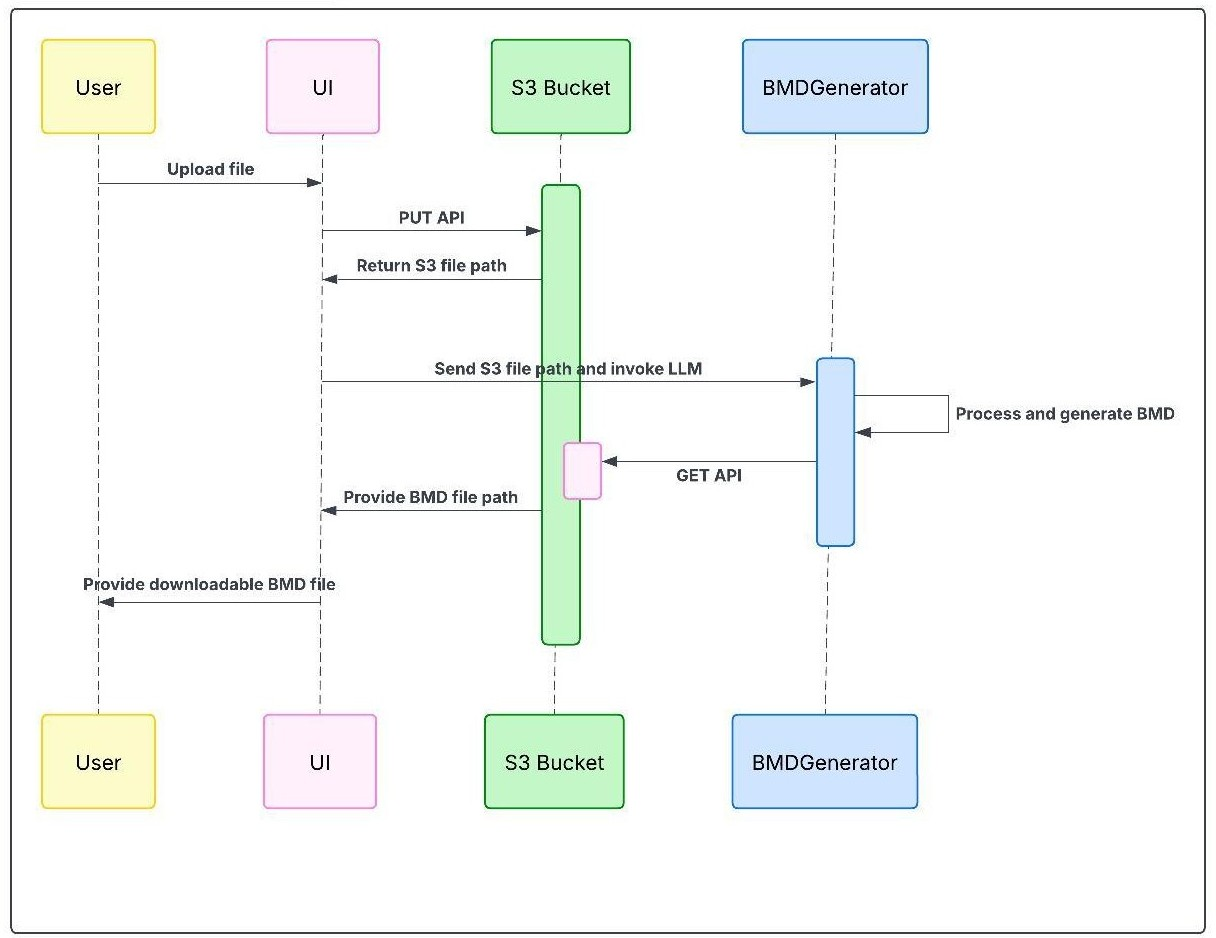 User
UI
S3 Bucket
BMDGenerator
Upload file
PUT API
Return S3 file path
Send S3 file path and invoke LLM
Process and generate BMD
GET API
Provide BMD file path
Provide downloadable BMD file
User
UI
S3 Bucket
BMDGenerator